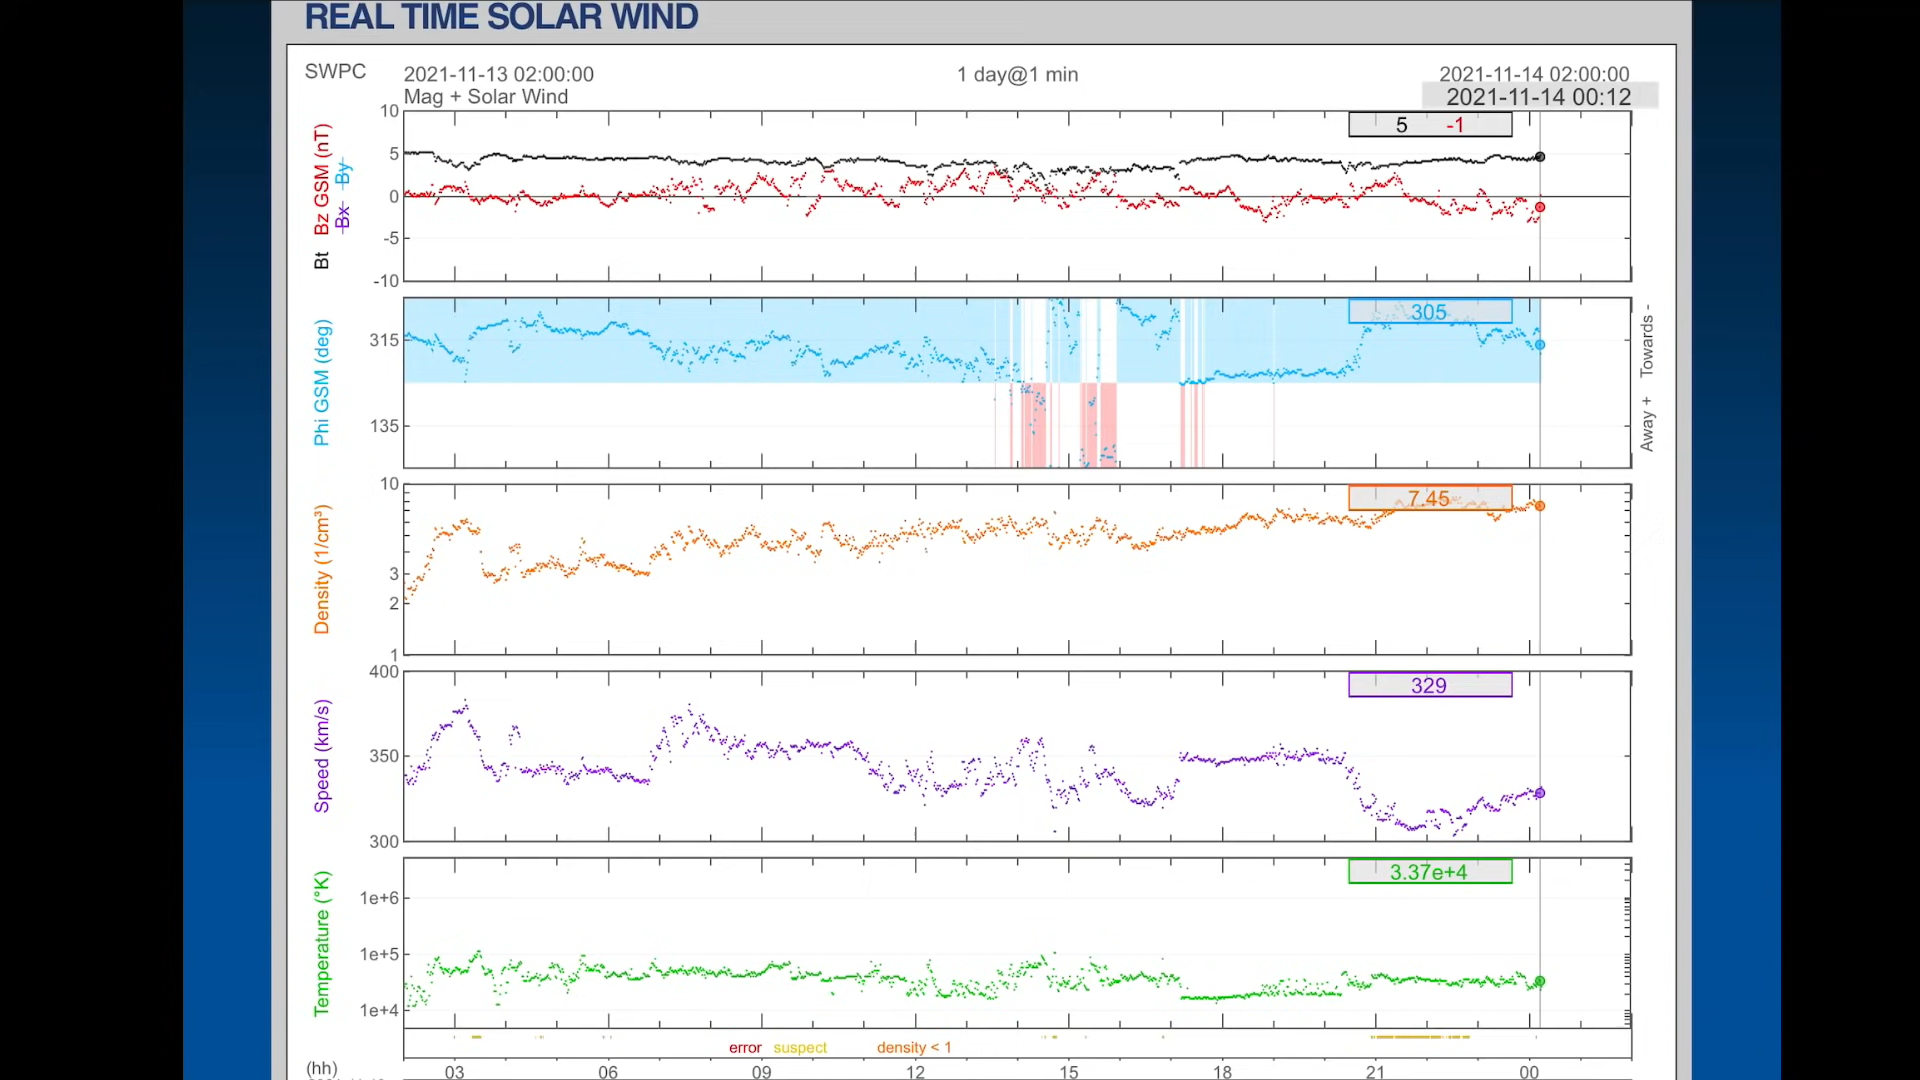 REAL TIME SOLAR WIND
SWPC
2021-11-13 02:00:00
1 day@1 min
2021-11-14 02:00:00
Mag + Solar Wind
2021-11-14 00:12
Bt Bz GSM (nT)
Bx By
10
5
0
-5
-10
5 -1
Phi GSM (deg)
315
135
305
Away + Towards -
Density (1/cm³)
10
3
2
1
7.45
Speed (km/s)
400
350
300
329
Temperature (°K)
1e+6
1e+5
1e+4
3.37e+4
error suspect density < 1
(hh) 03 06 09 12 15 18 21 00